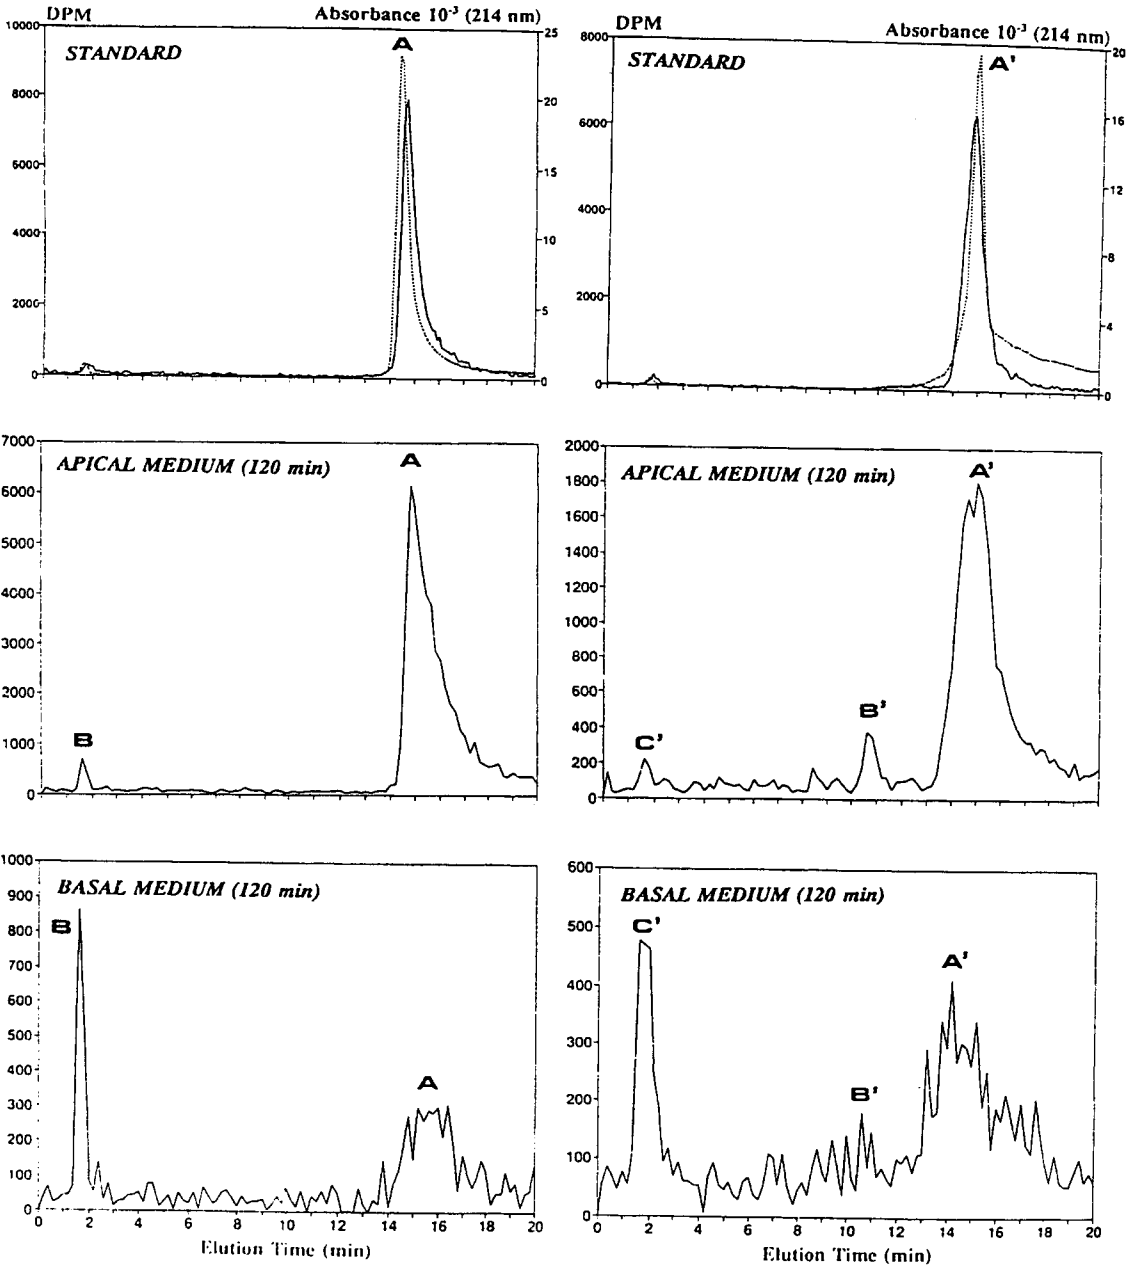 DPM
Absorbance 10⁻³ (214 nm)
STANDARD
A
10000
8000
6000
4000
2000
0
25
20
15
10
5
0
DPM
Absorbance 10⁻³ (214 nm)
STANDARD
A'
8000
6000
4000
2000
0
20
16
12
8
4
0
APICAL MEDIUM (120 min)
A
B
7000
6000
5000
4000
3000
2000
1000
0
APICAL MEDIUM (120 min)
A'
B'
C'
2000
1800
1600
1400
1200
1000
800
600
400
200
0
BASAL MEDIUM (120 min)
B
A
1000
900
800
700
600
500
400
300
200
100
0
0 2 4 6 8 10 12 14 16 18 20
Elution Time (min)
BASAL MEDIUM (120 min)
C'
A'
B'
600
500
400
300
200
100
0
0 2 4 6 8 10 12 14 16 18 20
Elution Time (min)